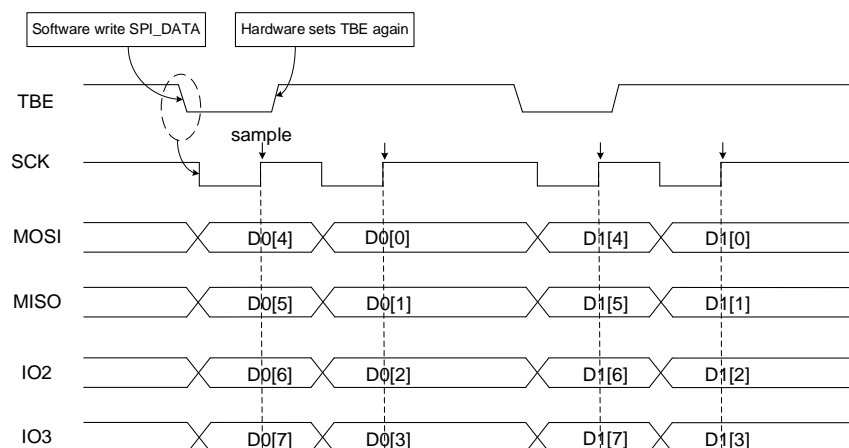 Software write SPI_DATA
Hardware sets TBE again
TBE
sample
SCK
MOSI D0[4] D0[0] D1[4] D1[0]
MISO D0[5] D0[1] D1[5] D1[1]
IO2 D0[6] D0[2] D1[6] D1[2]
IO3 D0[7] D0[3] D1[7] D1[3]